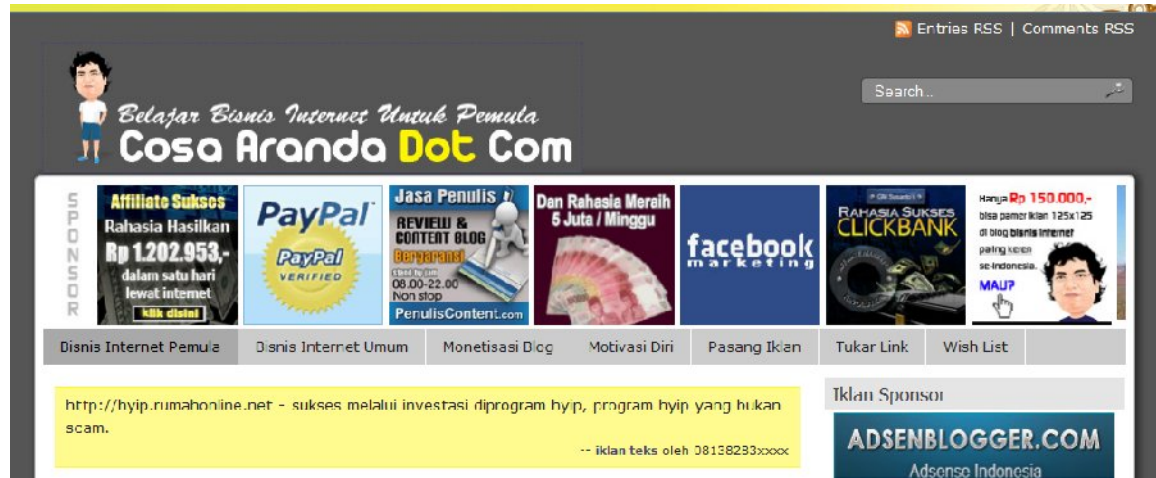 Entries RSS | Comments RSS
Search...
Belajar Bisnis Internet Untuk Pemula
Cosa Aranda Dot Com
SPONSOR
Affiliate Sukses
Rahasia Hasilkan
Rp 1.202.953,-
dalam satu hari
lewat internet
klik disini
PayPal
PayPal
VERIFIED
Jasa Penulis
REVIEW &
CONTENT BLOG
Bergaransi
08.00-
22.00
Non stop
PenulisContent.com
Dan Rahasia Meraih
5 Juta / Minggu
facebook
marketing
RAHASIA SUKSES
CLICKBANK
Hanya Rp 150.000,-
bisa pamer iklan 125x125
di blog bisnis internet
paling keren
se-Indonesia.
MAU?
Bisnis Internet Pemula
Bisnis Internet Umum
Monetisasi Blog
Motivasi Diri
Pasang Iklan
Tukar Link
Wish List
http://hyip.rumahonline.net - sukses melalui investasi diprogram hyip, program hyip yang bukan
scam.
-- iklan teks oleh 08138283xxxx
Iklan Sponsor
ADSENBLOGGER.COM
Adsense Indonesia